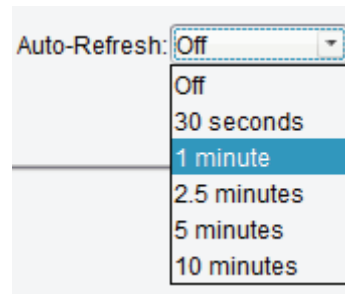 Auto-Refresh: Off
Off
30 seconds
1 minute
2.5 minutes
5 minutes
10 minutes